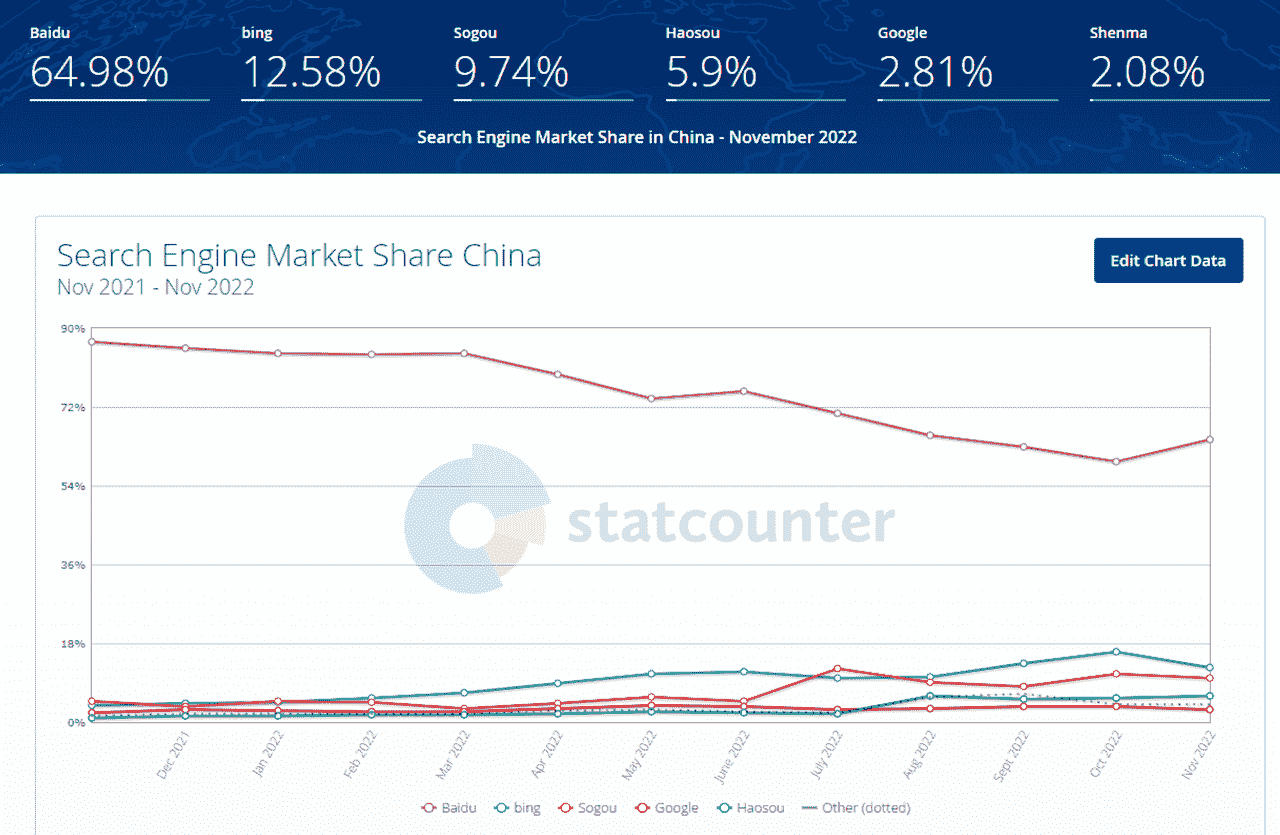 Baidu bing Sogou Haosou Google Shenma
64.98% 12.58% 9.74% 5.9% 2.81% 2.08%
Search Engine Market Share in China - November 2022
Search Engine Market Share China
Edit Chart Data
Nov 2021 - Nov 2022
90%
72%
54%
statcounter
36%
18%
0%
Dec 2021 Jan 2022 Feb 2022 Mar 2022 Apr 2022 May 2022 June 2022 July 2022 Aug 2022 Sept 2022 Oct 2022 Nov 2022
Baidu bing Sogou Google Haosou Other (dotted)